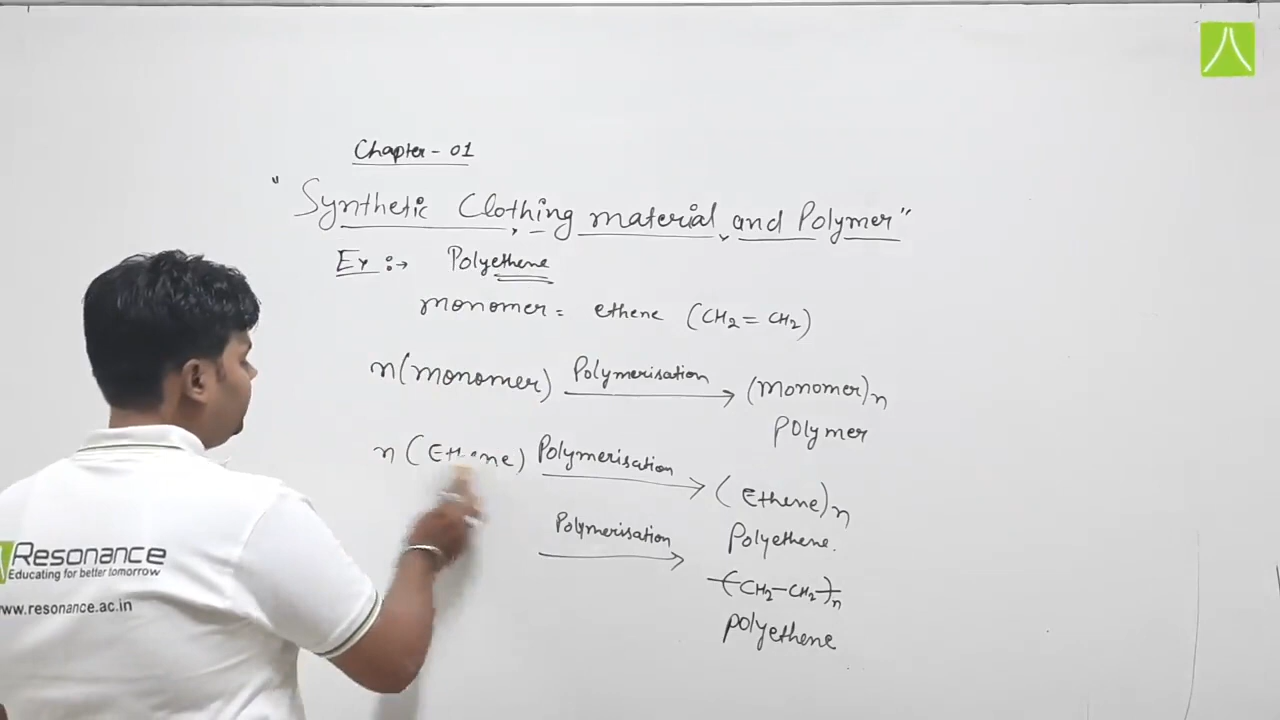 Chapter - 01
"Synthetic Clothing material and Polymer"
Ex :→ Polyethene
monomer = ethene (CH₂ = CH₂)
n(monomer) Polymerisation → (monomer)n
Polymer
n (Ethene) Polymerisation → (Ethene)n
Polyethene.
Polymerisation → (CH₂-CH₂)n
polyethene
Resonance
Educating for better tomorrow
www.resonance.ac.in